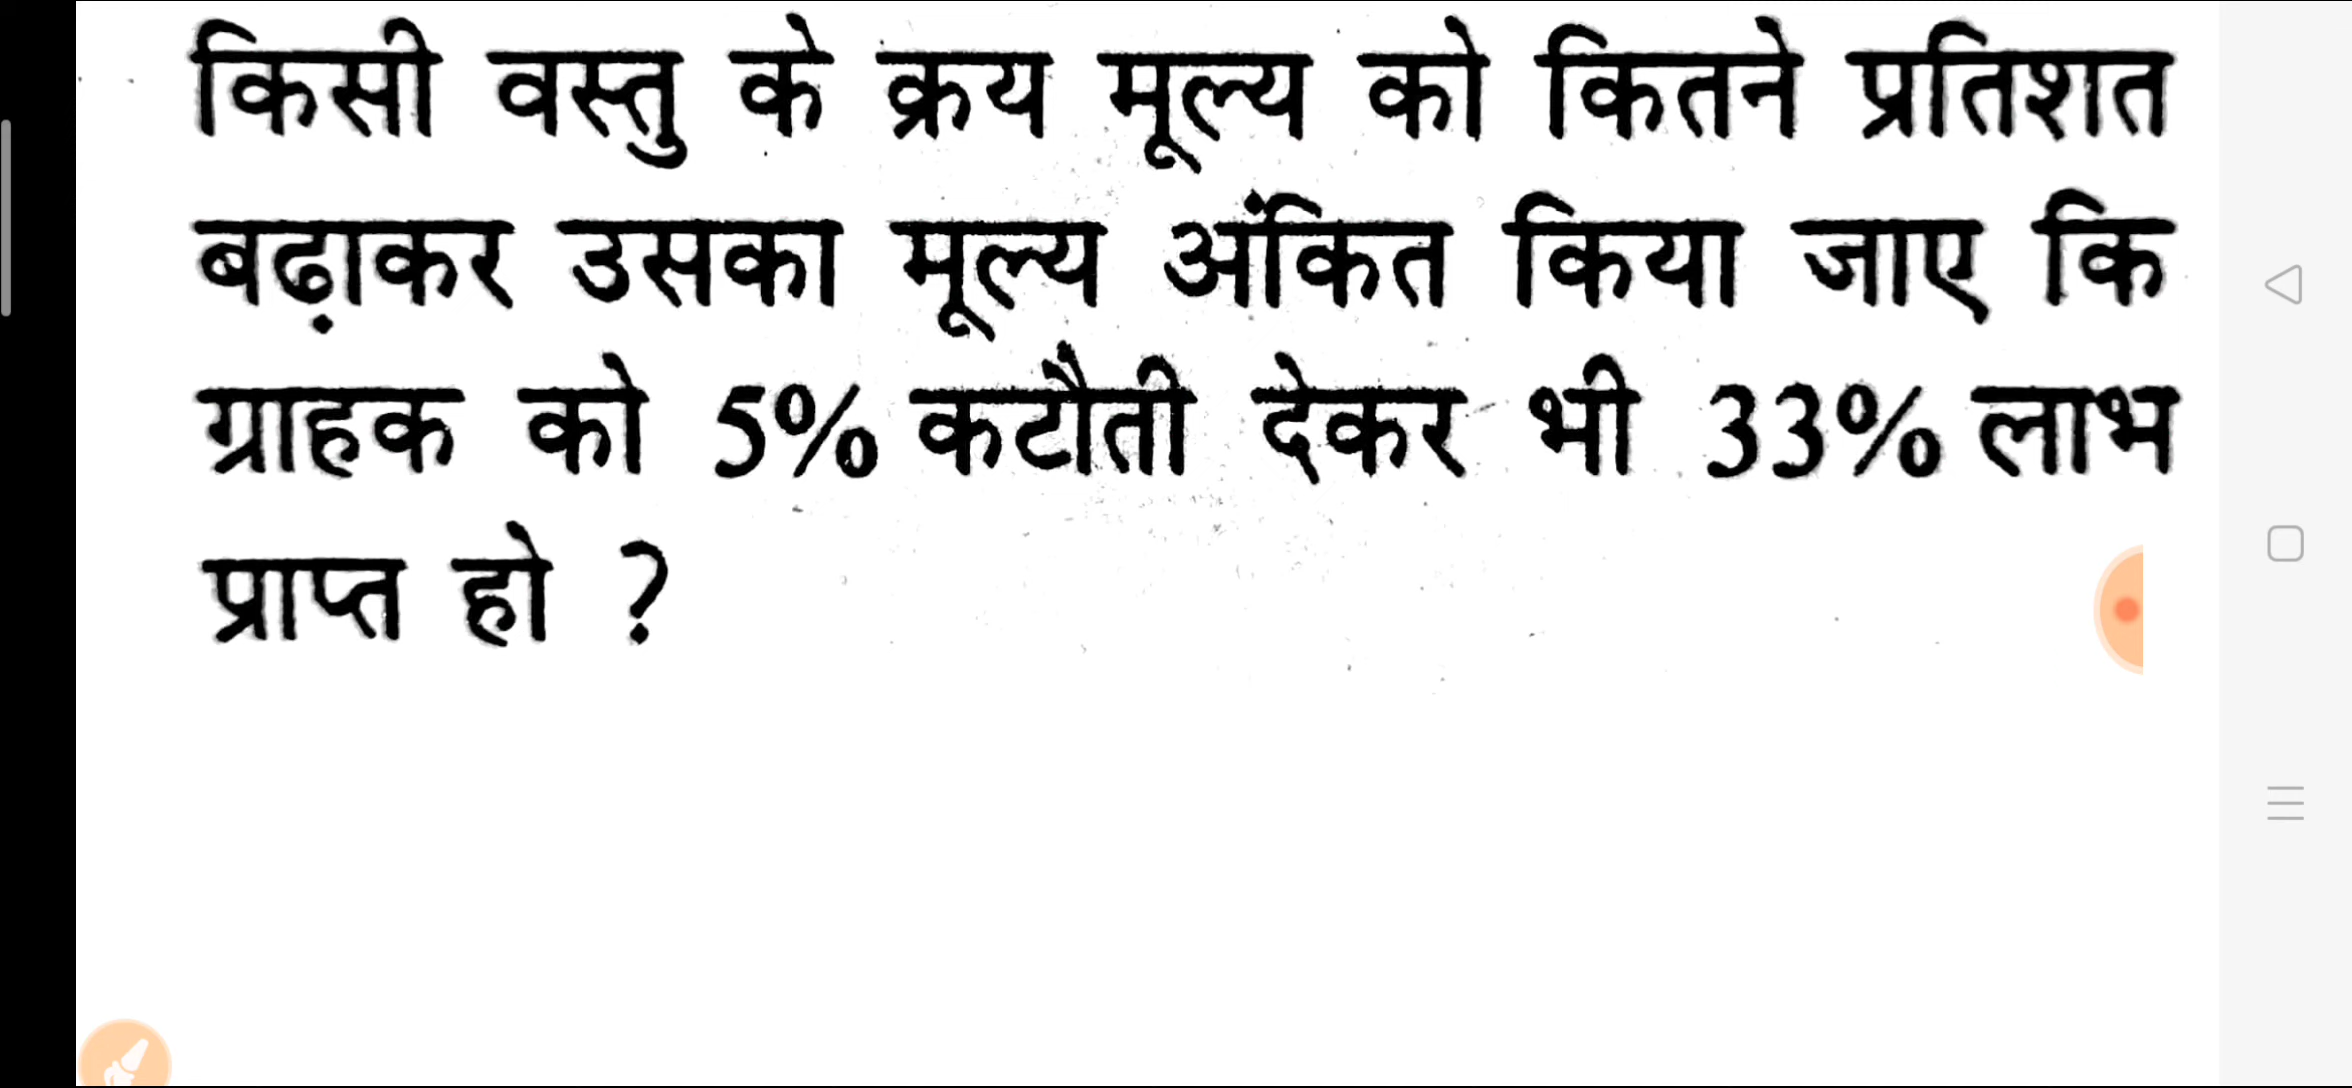 किसी वस्तु के क्रय मूल्य को कितने प्रतिशत
बढ़ाकर उसका मूल्य अंकित किया जाए कि
ग्राहक को 5% कटौती देकर भी 33% लाभ
प्राप्त हो ?